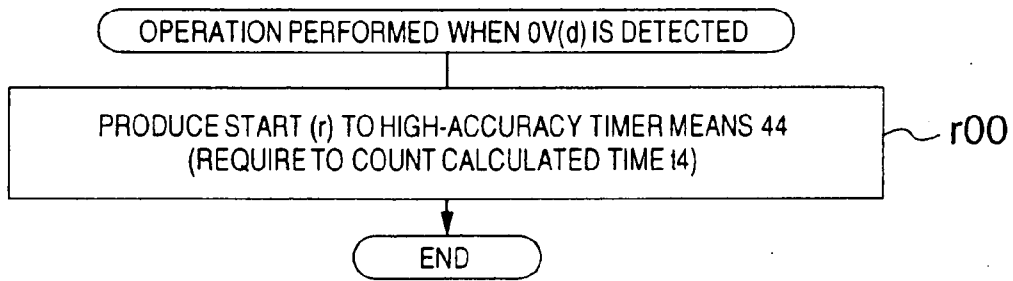 OPERATION PERFORMED WHEN 0V(d) IS DETECTED
PRODUCE START (r) TO HIGH-ACCURACY TIMER MEANS 44
(REQUIRE TO COUNT CALCULATED TIME t4)
r00
END